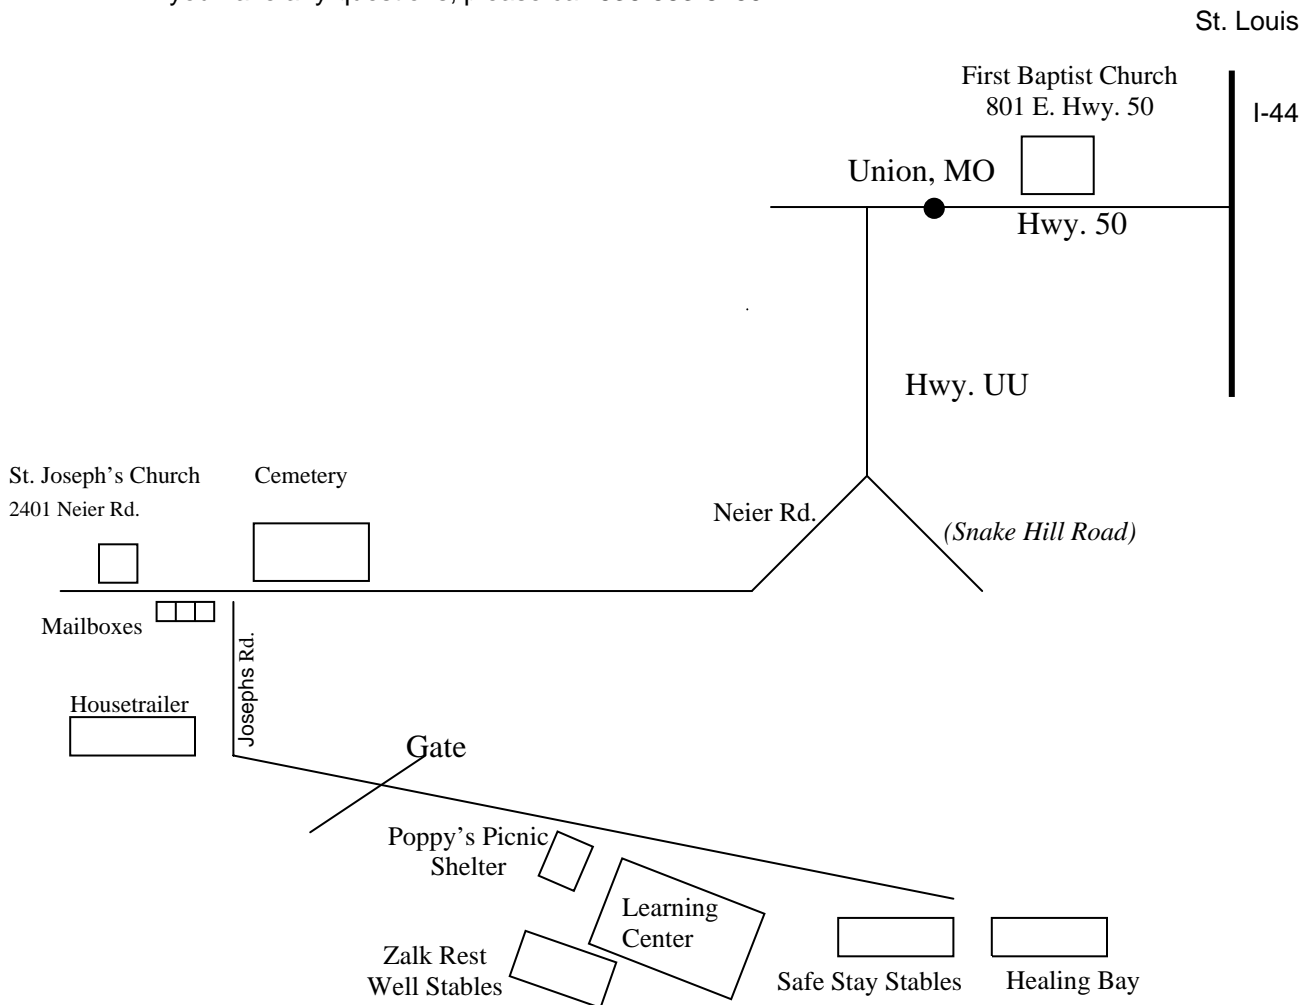 St. Louis
First Baptist Church
801 E. Hwy. 50
I-44
Union, MO
Hwy. 50
Hwy. UU
St. Joseph’s Church
Cemetery
2401 Neier Rd.
Neier Rd.
(Snake Hill Road)
Mailboxes
Josephs Rd.
Housetrailer
Gate
Poppy’s Picnic
Shelter
Learning
Center
Zalk Rest
Well Stables
Safe Stay Stables
Healing Bay